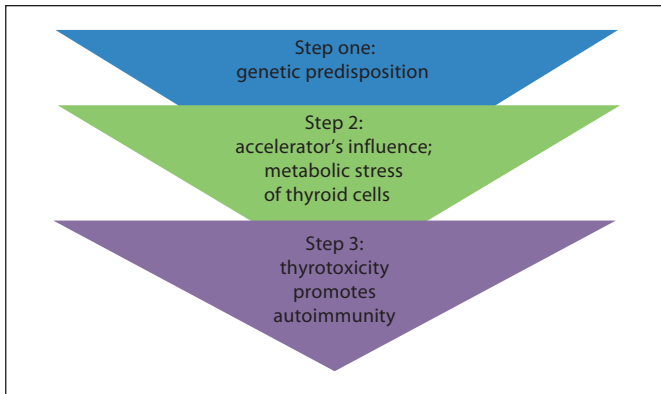 Step one:
genetic predisposition
Step 2:
accelerator’s influence;
metabolic stress
of thyroid cells
Step 3:
thyrotoxicity
promotes
autoimmunity